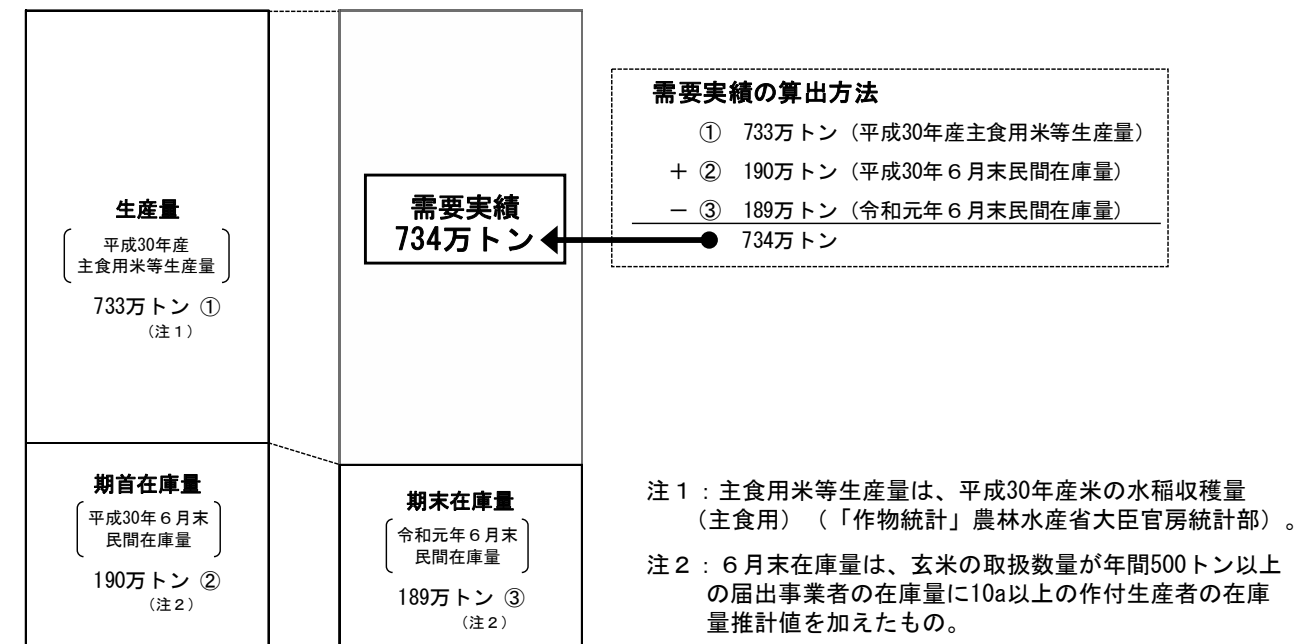 生産量
平成30年産
主食用米等生産量
733万トン ①
（注１）
期首在庫量
平成30年６月末
民間在庫量
190万トン ②
（注２）
需要実績
734万トン
期末在庫量
令和元年６月末
民間在庫量
189万トン ③
（注２）
需要実績の算出方法
① 733万トン（平成30年産主食用米等生産量）
＋ ② 190万トン（平成30年６月末民間在庫量）
－ ③ 189万トン（令和元年６月末民間在庫量）
734万トン
注１：主食用米等生産量は、平成30年産米の水稲収穫量
（主食用）（「作物統計」農林水産省大臣官房統計部）。
注２：６月末在庫量は、玄米の取扱数量が年間500トン以上
の届出事業者の在庫量に10a以上の作付生産者の在庫
量推計値を加えたもの。